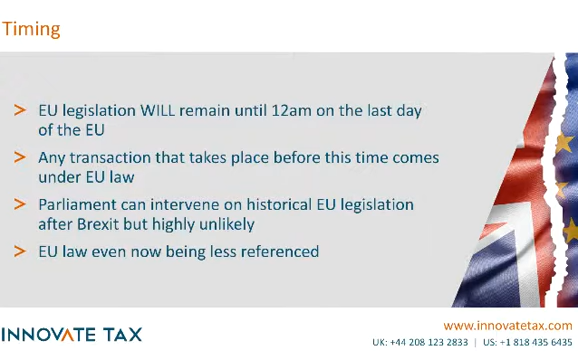 Timing
> EU legislation WILL remain until 12am on the last day
of the EU
> Any transaction that takes place before this time comes
under EU law
> Parliament can intervene on historical EU legislation
after Brexit but highly unlikely
> EU law even now being less referenced
INNOVATE TAX
www.innovatetax.com
UK: +44 208 123 2833 | US: +1 818 435 6435